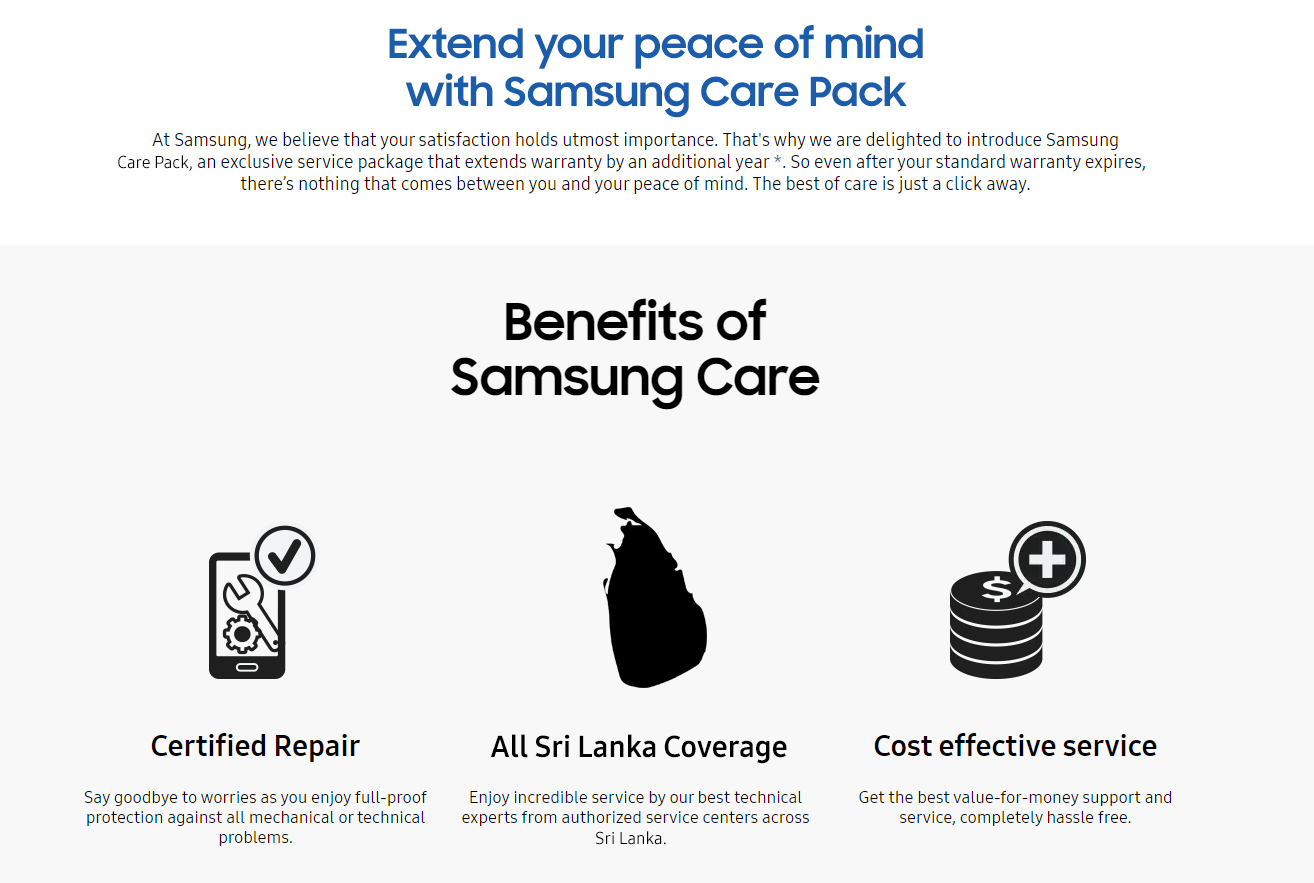 Extend your peace of mind
with Samsung Care Pack
At Samsung, we believe that your satisfaction holds utmost importance. That's why we are delighted to introduce Samsung
Care Pack, an exclusive service package that extends warranty by an additional year *. So even after your standard warranty expires,
there’s nothing that comes between you and your peace of mind. The best of care is just a click away.
Benefits of
Samsung Care
$
Certified Repair
Say goodbye to worries as you enjoy full-proof
protection against all mechanical or technical
problems.
All Sri Lanka Coverage
Enjoy incredible service by our best technical
experts from authorized service centers across
Sri Lanka.
Cost effective service
Get the best value-for-money support and
service, completely hassle free.